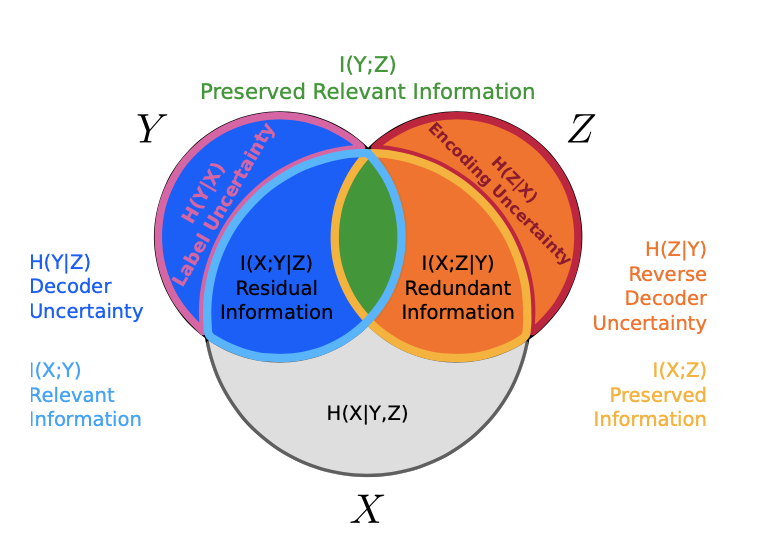 I(Y;Z)
Preserved Relevant Information
Y
Z
H(Y|X)
Label Uncertainty
H(Z|X)
Encoding Uncertainty
H(Y|Z)
Decoder
Uncertainty
I(X;Y|Z)
Residual
Information
I(X;Z|Y)
Redundant
Information
H(Z|Y)
Reverse
Decoder
Uncertainty
I(X;Y)
Relevant
Information
I(X;Z)
Preserved
Information
H(X|Y,Z)
X